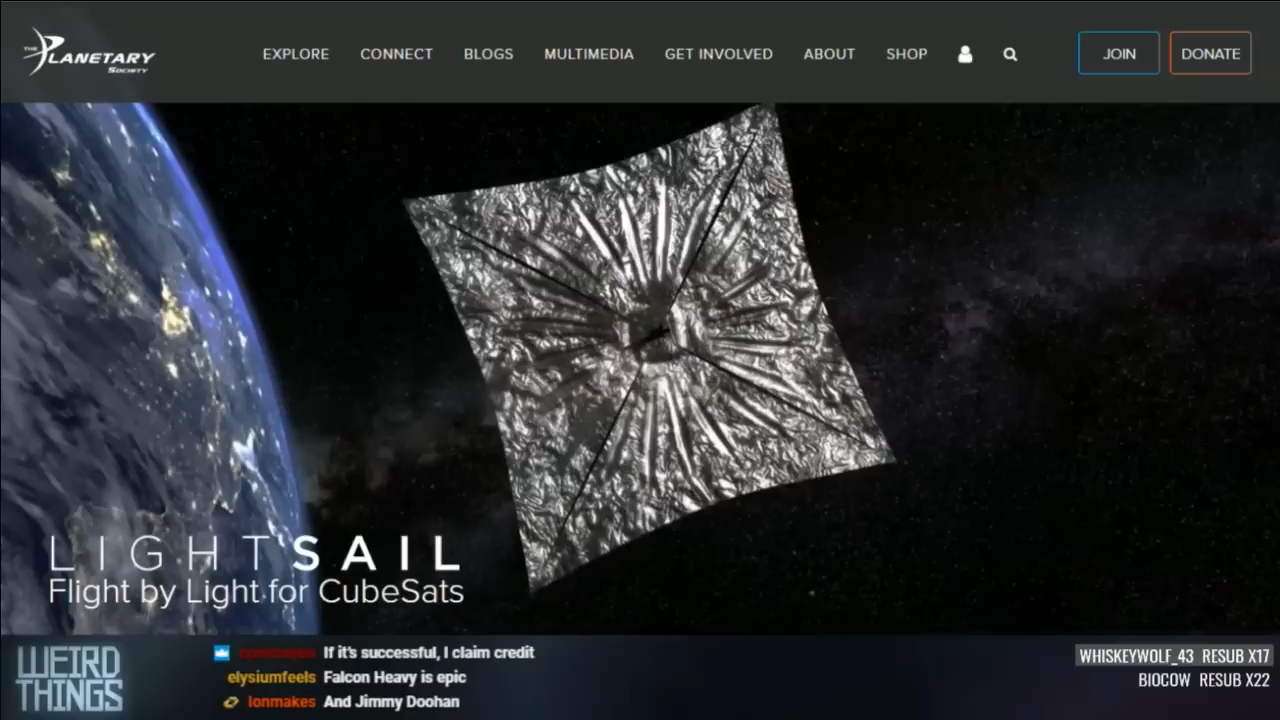 THE PLANETARY SOCIETY
EXPLORE CONNECT BLOGS MULTIMEDIA GET INVOLVED ABOUT SHOP JOIN DONATE
LIGHTSAIL
Flight by Light for CubeSats
WEIRD THINGS
If it's successful, I claim credit
elysiumfeels Falcon Heavy is epic
lonmakes And Jimmy Doohan
WHISKEYWOLF_43 RESUB X17
BIOCOW RESUB X22